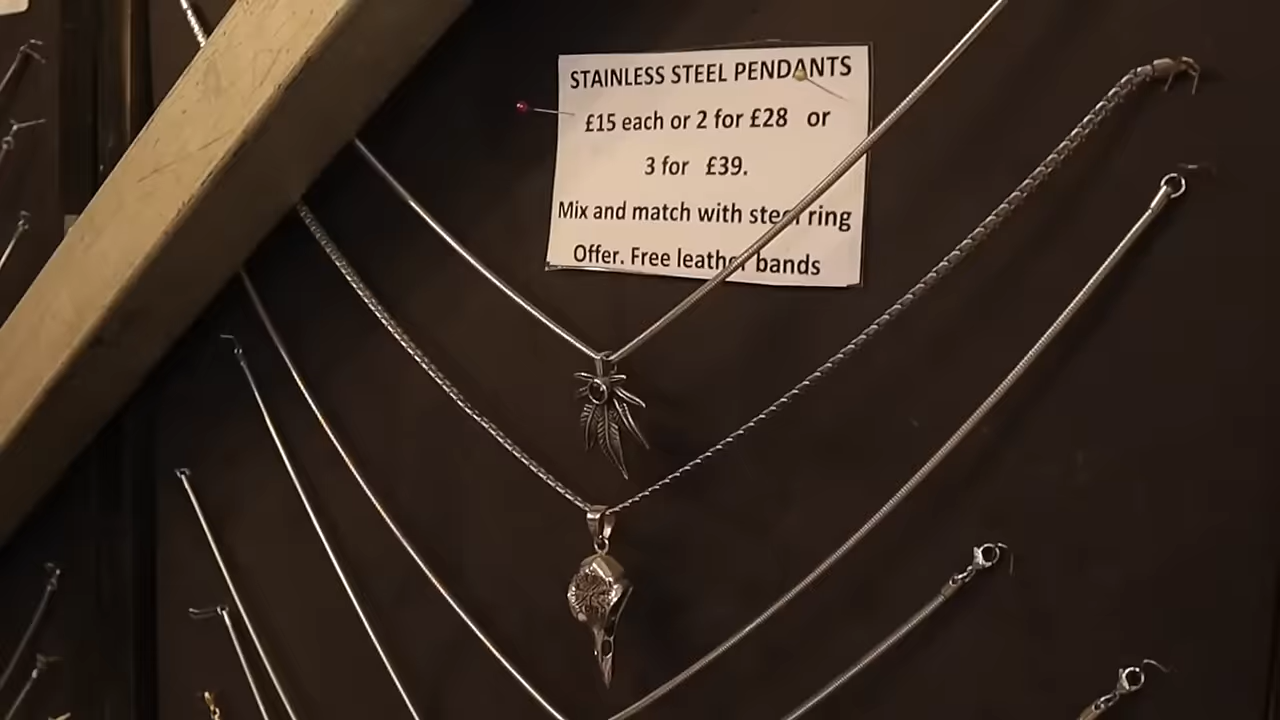 STAINLESS STEEL PENDANTS
£15 each or 2 for £28 or
3 for £39.
Mix and match with steel ring
Offer. Free leather bands